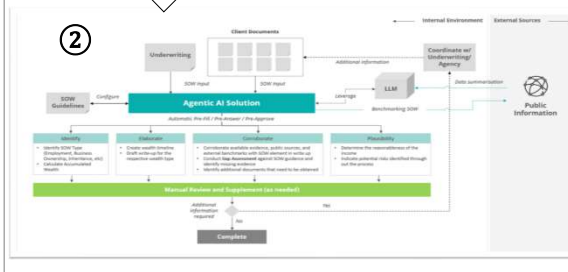 ②
Internal Environment
External Sources
Client Documents
Underwriting
Additional information
Coordinate w/
Underwriting/
Agency
SOW Input
SOW Input
Data summarization
LLM
SOW
Guidelines
Configure
Agentic AI Solution
Leverage
Benchmarking SOW
Public
Information
Automatic Pre-Fill / Pre-Answer / Pre-Approve
Identify
Elaborate
Corroborate
Plausibility
• Identify SOW Type
(Employment, Business
Ownership, Inheritance, etc)
• Calculate Accumulated
Wealth
• Create wealth timeline
• Draft write-up for the
respective wealth type
• Corroborate available evidence, public sources, and
external benchmarks with SOW element in write up
• Conduct Gap Assessment against SOW guidance and
identify missing evidence
• Identify additional documents that need to be obtained
• Determine the reasonableness of the
income
• Indicate potential risks identified through
out the process
Manual Review and Supplement (as needed)
Additional
information
required
Yes
No
Complete